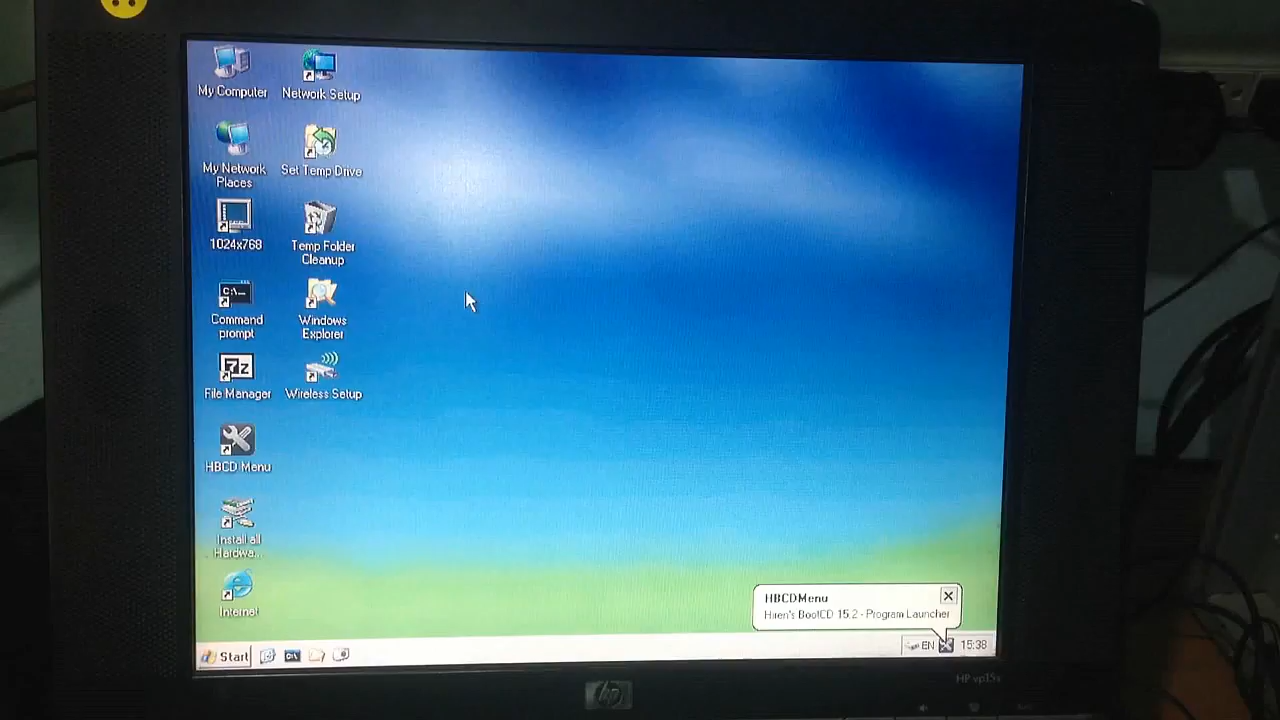 My Computer
Network Setup
My Network
Places
Set Temp Drive
1024x768
Temp Folder
Cleanup
C:\...
Command
prompt
Windows
Explorer
7z
File Manager
Wireless Setup
HBCD Menu
Install all
Hardwa...
Internet
HBCDMenu
Hiren's BootCD 15.2 - Program Launcher
Start
EN
15:38
hp